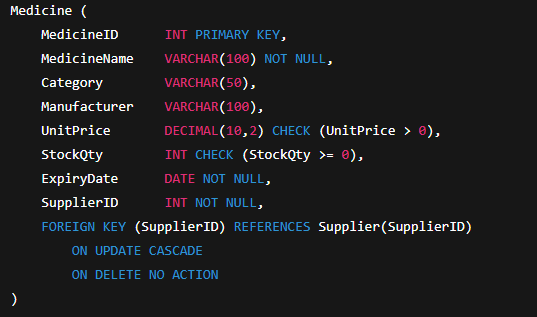 Medicine (
    MedicineID      INT PRIMARY KEY,
    MedicineName    VARCHAR(100) NOT NULL,
    Category        VARCHAR(50),
    Manufacturer    VARCHAR(100),
    UnitPrice       DECIMAL(10,2) CHECK (UnitPrice > 0),
    StockQty        INT CHECK (StockQty >= 0),
    ExpiryDate      DATE NOT NULL,
    SupplierID      INT NOT NULL,
    FOREIGN KEY (SupplierID) REFERENCES Supplier(SupplierID)
        ON UPDATE CASCADE
        ON DELETE NO ACTION
)